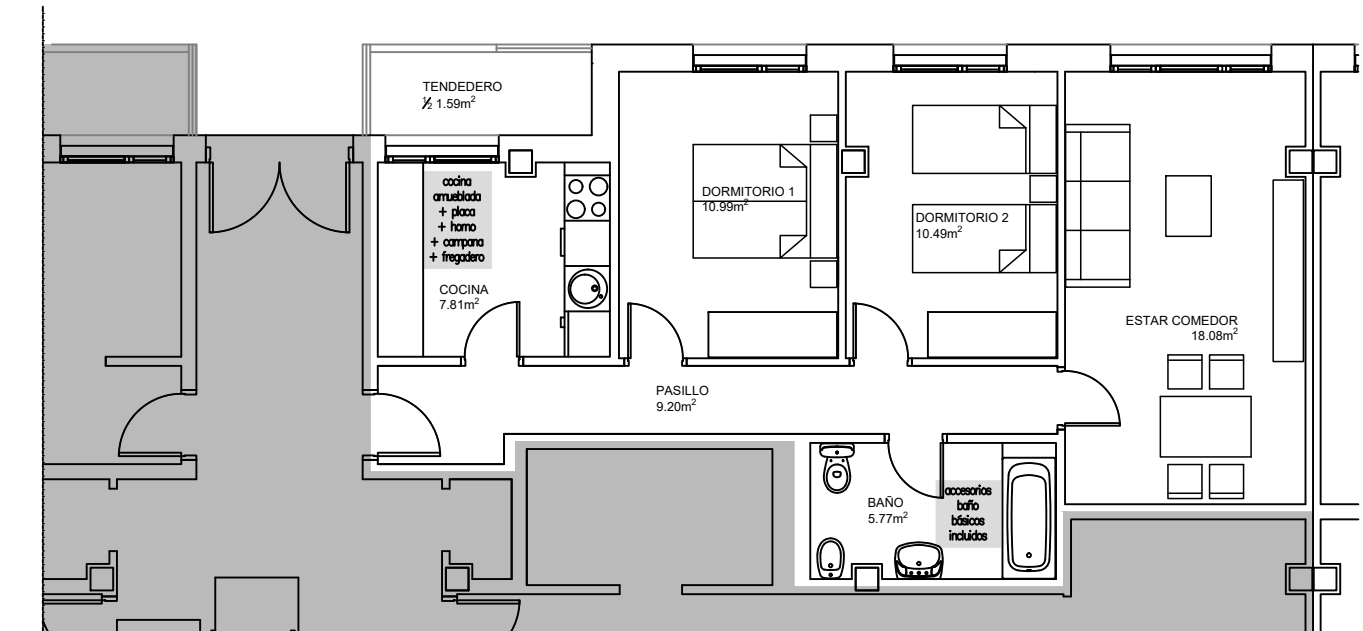 TENDEDERO
½ 1.59m²
cocina
amueblada
+ placa
+ horno
+ campana
+ fregadero
COCINA
7.81m²
DORMITORIO 1
10.99m²
DORMITORIO 2
10.49m²
ESTAR COMEDOR
18.08m²
PASILLO
9.20m²
BAÑO
5.77m²
accesorios
baño
básicos
incluidos